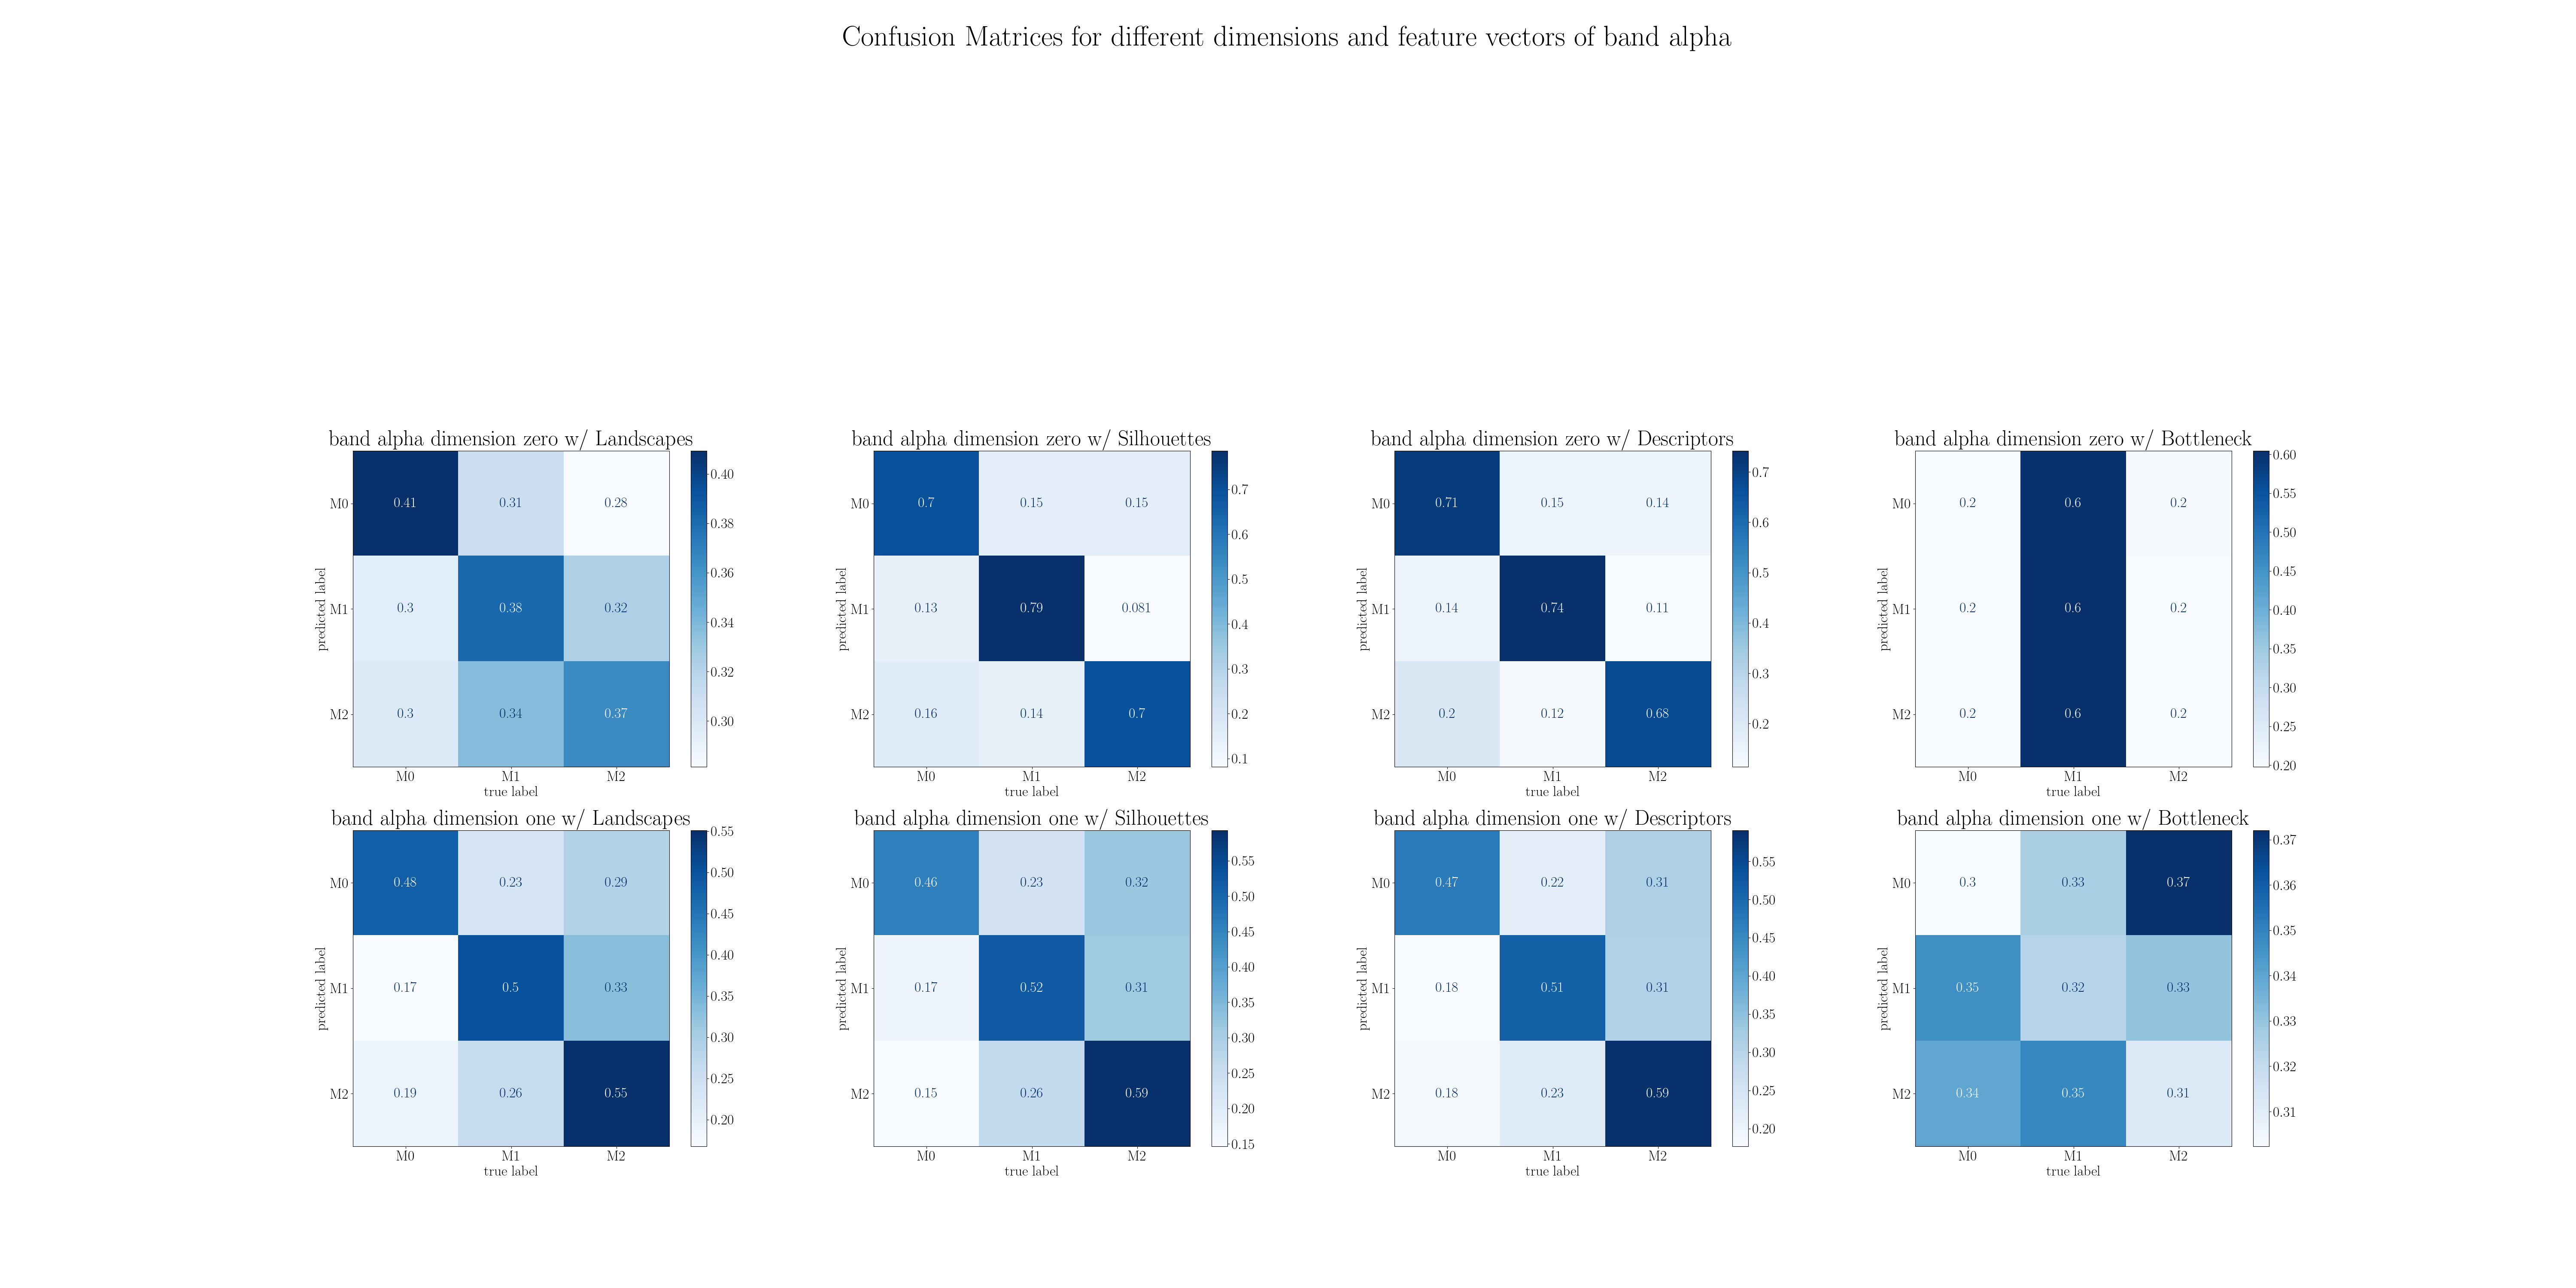 Confusion Matrices for different dimensions and feature vectors of band alpha
band alpha dimension zero w/ Landscapes
predicted label
M0 0.41 0.31 0.28
M1 0.3 0.38 0.32
M2 0.3 0.34 0.37
M0 M1 M2
true label
0.40
0.38
0.36
0.34
0.32
0.30
band alpha dimension zero w/ Silhouettes
predicted label
M0 0.7 0.15 0.15
M1 0.13 0.79 0.081
M2 0.16 0.14 0.7
M0 M1 M2
true label
0.7
0.6
0.5
0.4
0.3
0.2
0.1
band alpha dimension zero w/ Descriptors
predicted label
M0 0.71 0.15 0.14
M1 0.14 0.74 0.11
M2 0.2 0.12 0.68
M0 M1 M2
true label
0.7
0.6
0.5
0.4
0.3
0.2
band alpha dimension zero w/ Bottleneck
predicted label
M0 0.2 0.6 0.2
M1 0.2 0.6 0.2
M2 0.2 0.6 0.2
M0 M1 M2
true label
0.60
0.55
0.50
0.45
0.40
0.35
0.30
0.25
0.20
band alpha dimension one w/ Landscapes
predicted label
M0 0.48 0.23 0.29
M1 0.17 0.5 0.33
M2 0.19 0.26 0.55
M0 M1 M2
true label
0.55
0.50
0.45
0.40
0.35
0.30
0.25
0.20
band alpha dimension one w/ Silhouettes
predicted label
M0 0.46 0.23 0.32
M1 0.17 0.52 0.31
M2 0.15 0.26 0.59
M0 M1 M2
true label
0.55
0.50
0.45
0.40
0.35
0.30
0.25
0.20
0.15
band alpha dimension one w/ Descriptors
predicted label
M0 0.47 0.22 0.31
M1 0.18 0.51 0.31
M2 0.18 0.23 0.59
M0 M1 M2
true label
0.55
0.50
0.45
0.40
0.35
0.30
0.25
0.20
band alpha dimension one w/ Bottleneck
predicted label
M0 0.3 0.33 0.37
M1 0.35 0.32 0.33
M2 0.34 0.35 0.31
M0 M1 M2
true label
0.37
0.36
0.35
0.34
0.33
0.32
0.31